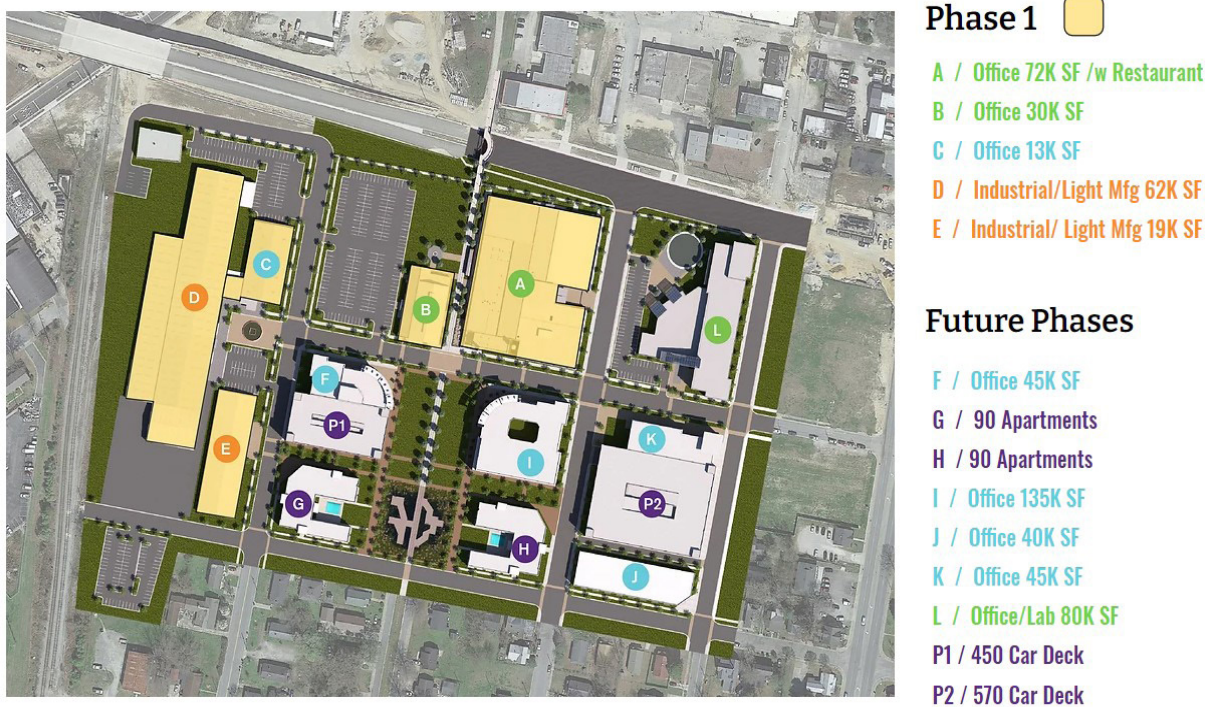 Phase 1
A / Office 72K SF /w Restaurant
B / Office 30K SF
C / Office 13K SF
D / Industrial/Light Mfg 62K SF
E / Industrial/ Light Mfg 19K SF
Future Phases
F / Office 45K SF
G / 90 Apartments
H / 90 Apartments
I / Office 135K SF
J / Office 40K SF
K / Office 45K SF
L / Office/Lab 80K SF
P1 / 450 Car Deck
P2 / 570 Car Deck
C
A
D
B
L
F
P1
K
E
I
G
P2
H
J